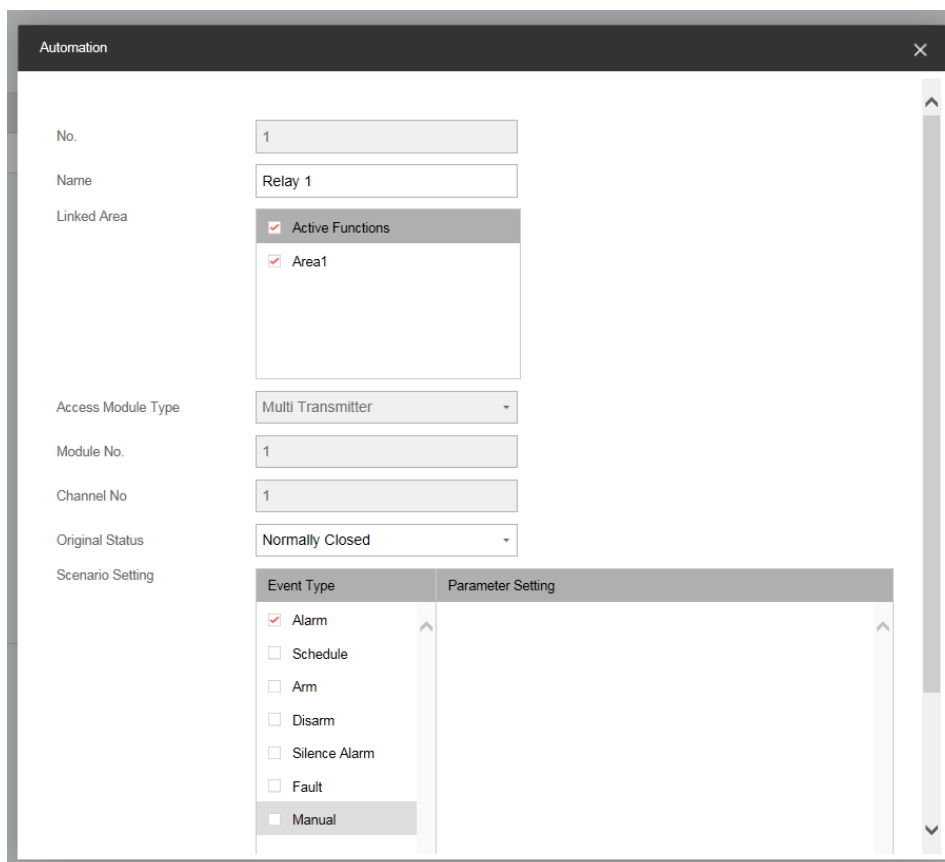 Automation
No. 1
Name Relay 1
Linked Area
Active Functions
Area1
Access Module Type Multi Transmitter
Module No. 1
Channel No 1
Original Status Normally Closed
Scenario Setting
Event Type Parameter Setting
Alarm
Schedule
Arm
Disarm
Silence Alarm
Fault
Manual